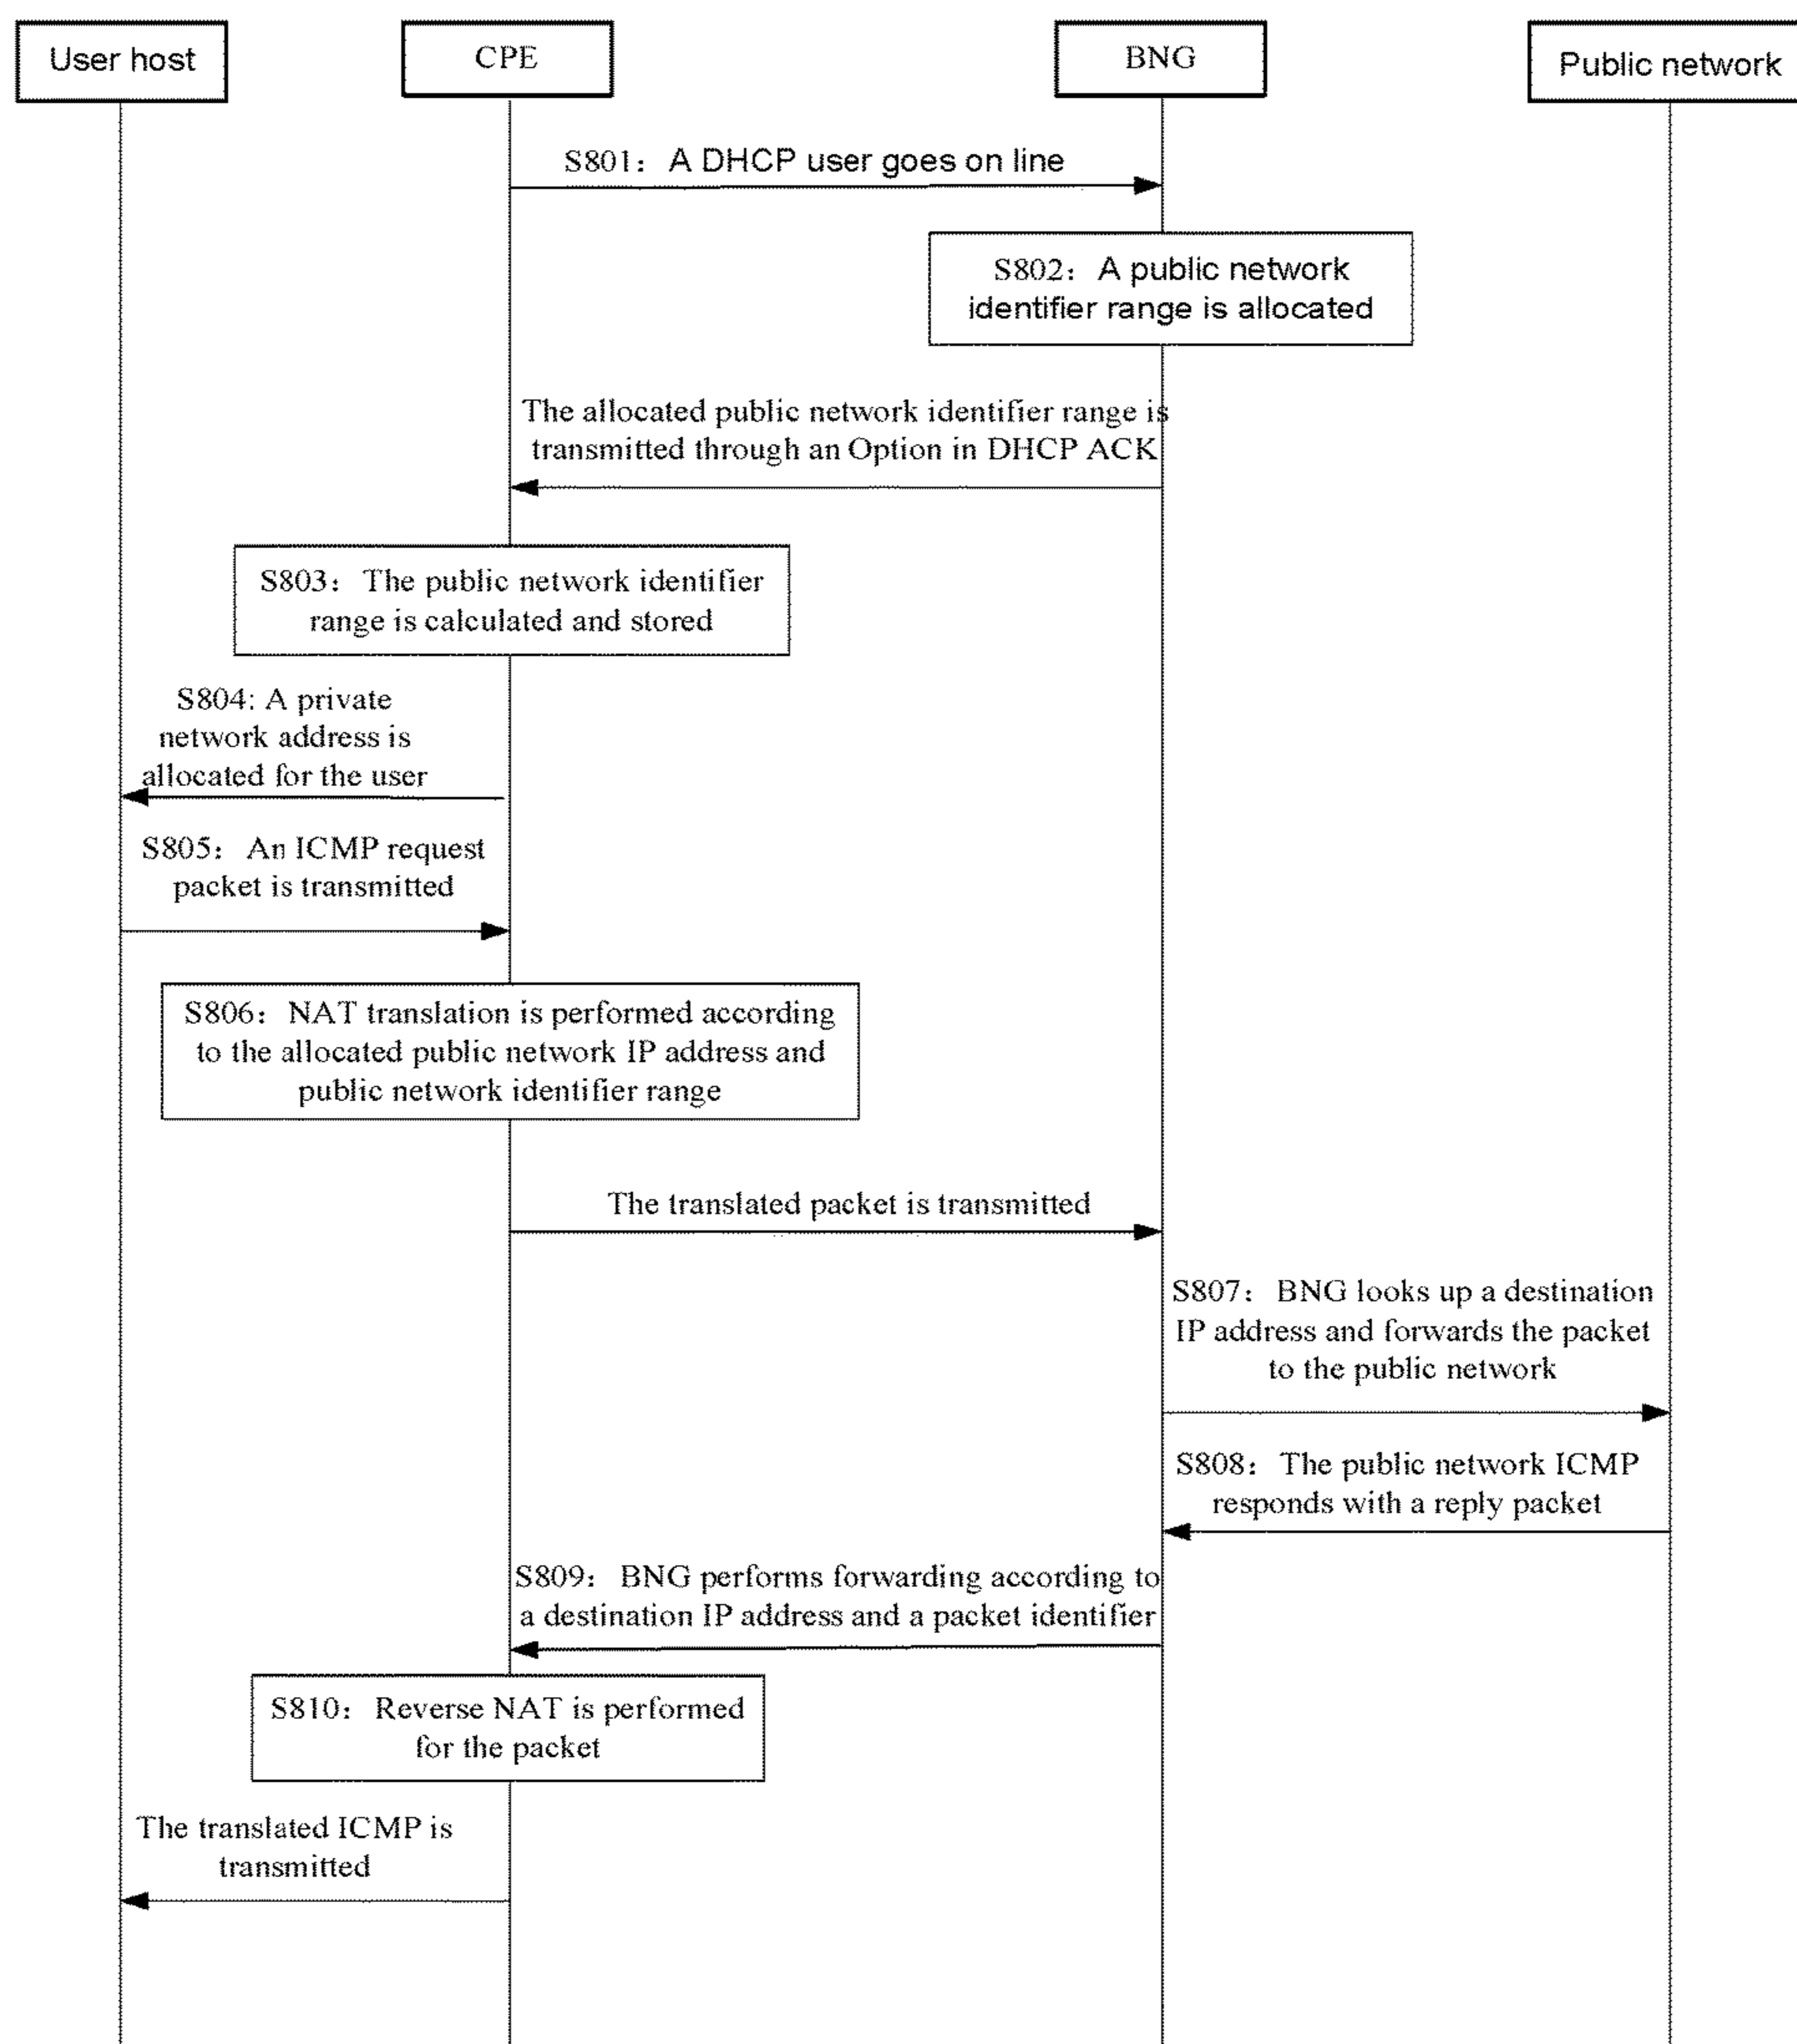 User host
CPE
BNG
Public network
S801：A DHCP user goes on line
S802：A public network
identifier range is allocated
The allocated public network identifier range is
transmitted through an Option in DHCP ACK
S803：The public network identifier
range is calculated and stored
S804: A private
network address is
allocated for the user
S805：An ICMP request
packet is transmitted
S806：NAT translation is performed according
to the allocated public network IP address and
public network identifier range
The translated packet is transmitted
S807：BNG looks up a destination
IP address and forwards the packet
to the public network
S808：The public network ICMP
responds with a reply packet
S809：BNG performs forwarding according to
a destination IP address and a packet identifier
S810：Reverse NAT is performed
for the packet
The translated ICMP is
transmitted